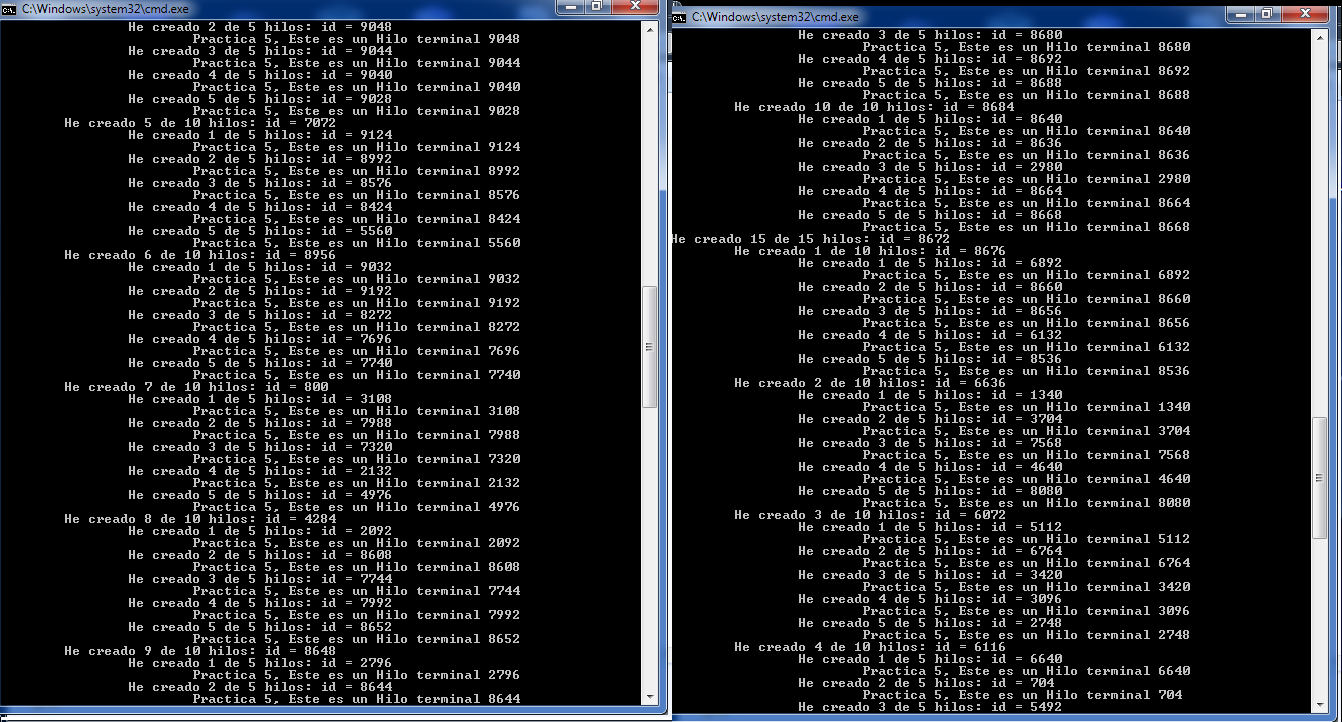 C:\Windows\system32\cmd.exe
He creado 2 de 5 hilos: id = 9048
Practica 5, Este es un Hilo terminal 9048
He creado 3 de 5 hilos: id = 9044
Practica 5, Este es un Hilo terminal 9044
He creado 4 de 5 hilos: id = 9040
Practica 5, Este es un Hilo terminal 9040
He creado 5 de 5 hilos: id = 9028
Practica 5, Este es un Hilo terminal 9028
He creado 5 de 10 hilos: id = 7072
He creado 1 de 5 hilos: id = 9124
Practica 5, Este es un Hilo terminal 9124
He creado 2 de 5 hilos: id = 8992
Practica 5, Este es un Hilo terminal 8992
He creado 3 de 5 hilos: id = 8576
Practica 5, Este es un Hilo terminal 8576
He creado 4 de 5 hilos: id = 8424
Practica 5, Este es un Hilo terminal 8424
He creado 5 de 5 hilos: id = 5560
Practica 5, Este es un Hilo terminal 5560
He creado 6 de 10 hilos: id = 8956
He creado 1 de 5 hilos: id = 9032
Practica 5, Este es un Hilo terminal 9032
He creado 2 de 5 hilos: id = 9192
Practica 5, Este es un Hilo terminal 9192
He creado 3 de 5 hilos: id = 8272
Practica 5, Este es un Hilo terminal 8272
He creado 4 de 5 hilos: id = 7696
Practica 5, Este es un Hilo terminal 7696
He creado 5 de 5 hilos: id = 7740
Practica 5, Este es un Hilo terminal 7740
He creado 7 de 10 hilos: id = 800
He creado 1 de 5 hilos: id = 3108
Practica 5, Este es un Hilo terminal 3108
He creado 2 de 5 hilos: id = 7988
Practica 5, Este es un Hilo terminal 7988
He creado 3 de 5 hilos: id = 7320
Practica 5, Este es un Hilo terminal 7320
He creado 4 de 5 hilos: id = 2132
Practica 5, Este es un Hilo terminal 2132
He creado 5 de 5 hilos: id = 4976
Practica 5, Este es un Hilo terminal 4976
He creado 8 de 10 hilos: id = 4284
He creado 1 de 5 hilos: id = 2092
Practica 5, Este es un Hilo terminal 2092
He creado 2 de 5 hilos: id = 8608
Practica 5, Este es un Hilo terminal 8608
He creado 3 de 5 hilos: id = 7744
Practica 5, Este es un Hilo terminal 7744
He creado 4 de 5 hilos: id = 7992
Practica 5, Este es un Hilo terminal 7992
He creado 5 de 5 hilos: id = 8652
Practica 5, Este es un Hilo terminal 8652
He creado 9 de 10 hilos: id = 8648
He creado 1 de 5 hilos: id = 2796
Practica 5, Este es un Hilo terminal 2796
He creado 2 de 5 hilos: id = 8644
Practica 5, Este es un Hilo terminal 8644
C:\Windows\system32\cmd.exe
He creado 3 de 5 hilos: id = 8680
Practica 5, Este es un Hilo terminal 8680
He creado 4 de 5 hilos: id = 8692
Practica 5, Este es un Hilo terminal 8692
He creado 5 de 5 hilos: id = 8688
Practica 5, Este es un Hilo terminal 8688
He creado 10 de 10 hilos: id = 8684
He creado 1 de 5 hilos: id = 8640
Practica 5, Este es un Hilo terminal 8640
He creado 2 de 5 hilos: id = 8636
Practica 5, Este es un Hilo terminal 8636
He creado 3 de 5 hilos: id = 2980
Practica 5, Este es un Hilo terminal 2980
He creado 4 de 5 hilos: id = 8664
Practica 5, Este es un Hilo terminal 8664
He creado 5 de 5 hilos: id = 8668
Practica 5, Este es un Hilo terminal 8668
He creado 15 de 15 hilos: id = 8672
He creado 1 de 10 hilos: id = 8676
He creado 1 de 5 hilos: id = 6892
Practica 5, Este es un Hilo terminal 6892
He creado 2 de 5 hilos: id = 8660
Practica 5, Este es un Hilo terminal 8660
He creado 3 de 5 hilos: id = 8656
Practica 5, Este es un Hilo terminal 8656
He creado 4 de 5 hilos: id = 6132
Practica 5, Este es un Hilo terminal 6132
He creado 5 de 5 hilos: id = 8536
Practica 5, Este es un Hilo terminal 8536
He creado 2 de 10 hilos: id = 6636
He creado 1 de 5 hilos: id = 1340
Practica 5, Este es un Hilo terminal 1340
He creado 2 de 5 hilos: id = 3704
Practica 5, Este es un Hilo terminal 3704
He creado 3 de 5 hilos: id = 7568
Practica 5, Este es un Hilo terminal 7568
He creado 4 de 5 hilos: id = 4640
Practica 5, Este es un Hilo terminal 4640
He creado 5 de 5 hilos: id = 8080
Practica 5, Este es un Hilo terminal 8080
He creado 3 de 10 hilos: id = 6072
He creado 1 de 5 hilos: id = 5112
Practica 5, Este es un Hilo terminal 5112
He creado 2 de 5 hilos: id = 6764
Practica 5, Este es un Hilo terminal 6764
He creado 3 de 5 hilos: id = 3420
Practica 5, Este es un Hilo terminal 3420
He creado 4 de 5 hilos: id = 3096
Practica 5, Este es un Hilo terminal 3096
He creado 5 de 5 hilos: id = 2748
Practica 5, Este es un Hilo terminal 2748
He creado 4 de 10 hilos: id = 6116
He creado 1 de 5 hilos: id = 6640
Practica 5, Este es un Hilo terminal 6640
He creado 2 de 5 hilos: id = 704
Practica 5, Este es un Hilo terminal 704
He creado 3 de 5 hilos: id = 5492